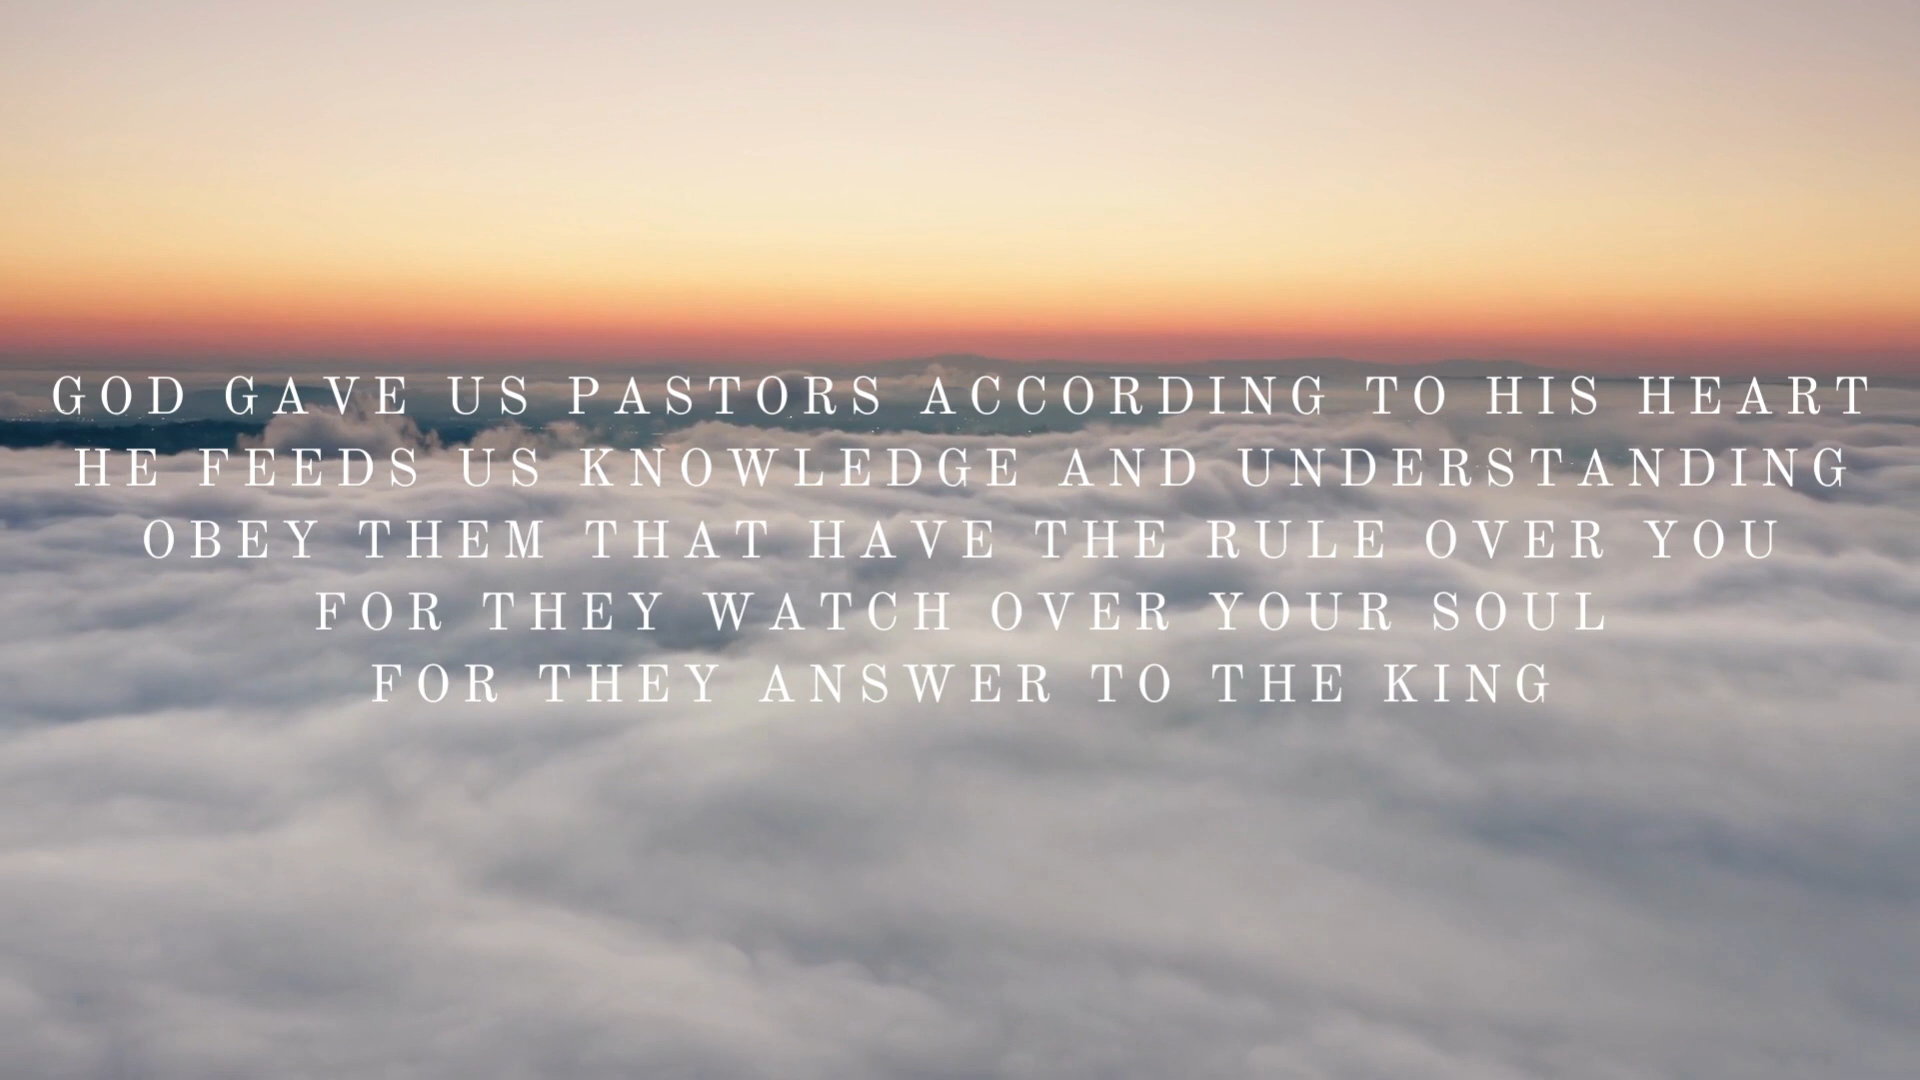 GOD GAVE US PASTORS ACCORDING TO HIS HEART
HE FEEDS US KNOWLEDGE AND UNDERSTANDING
OBEY THEM THAT HAVE THE RULE OVER YOU
FOR THEY WATCH OVER YOUR SOUL
FOR THEY ANSWER TO THE KING